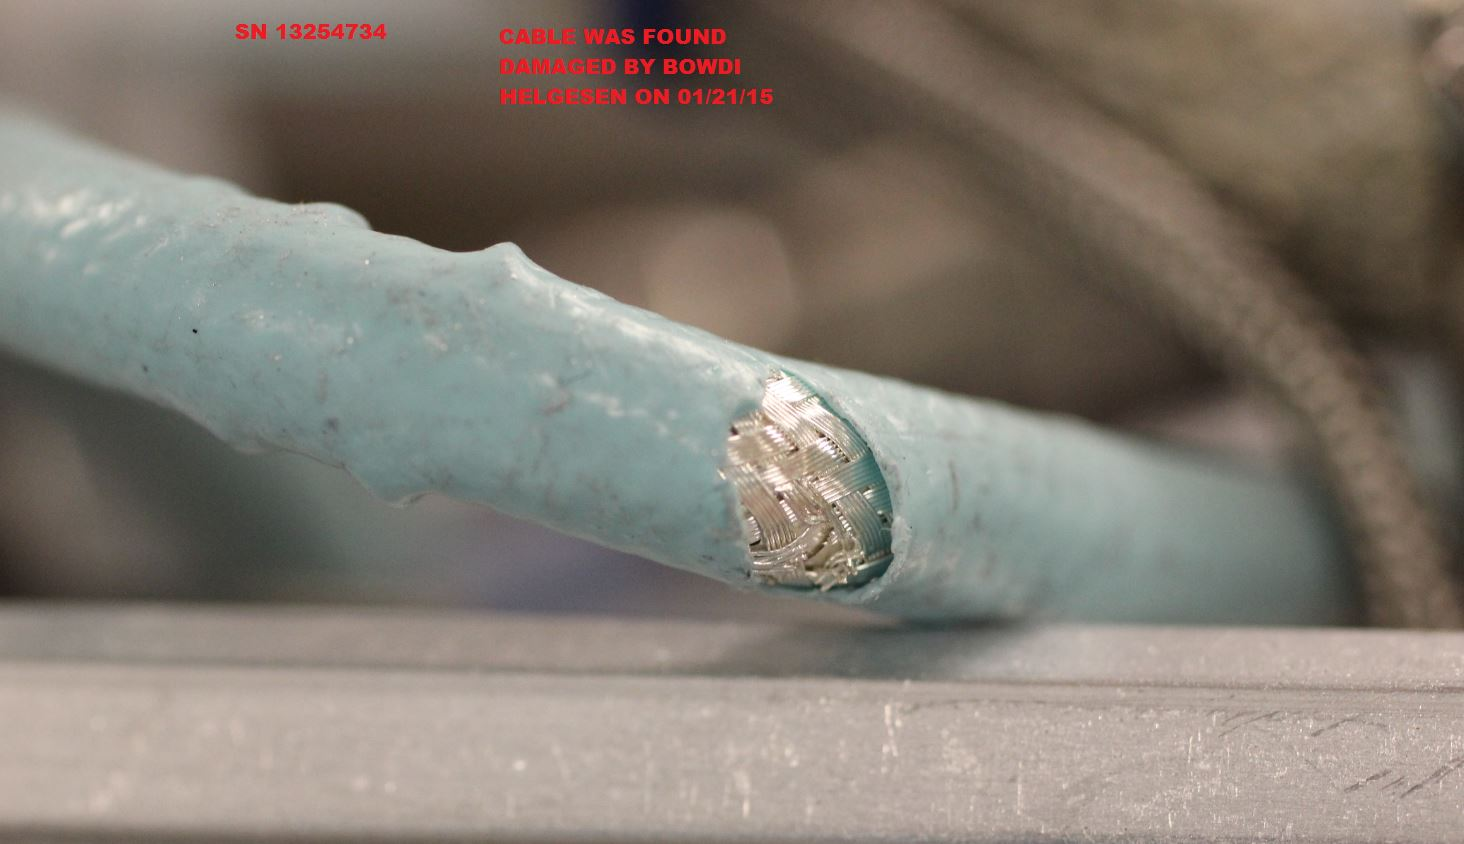 SN 13254734
CABLE WAS FOUND
DAMAGED BY BOWDI
HELGESEN ON 01/21/15